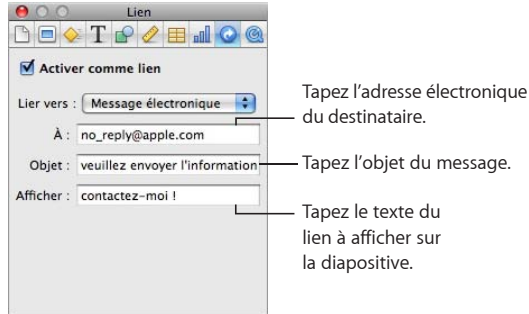 Lien
T
Activer comme lien
Lier vers : Message électronique
À : no_reply@apple.com
Objet : veuillez envoyer l'information
Afficher : contactez-moi !
Tapez l’adresse électronique
du destinataire.
Tapez l’objet du message.
Tapez le texte du
lien à afficher sur
la diapositive.